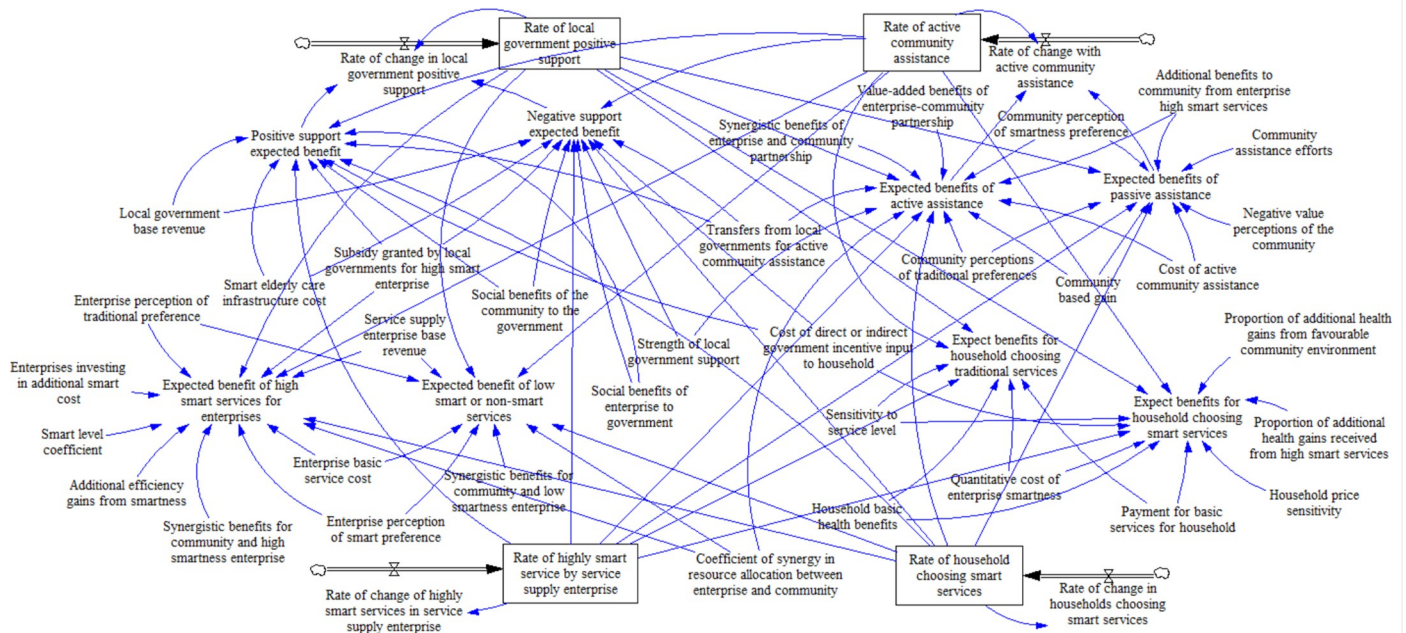 Rate of local
government positive
support
Rate of active
community
assistance
Rate of change in local
government positive
support
Rate of change with
active community
assistance
Additional benefits to
community from enterprise
high smart services
Value-added benefits of
enterprise-community
partnership
Positive support
expected benefit
Negative support
expected benefit
Synergistic benefits of
enterprise and community
partnership
Community perception
of smartness preference
Community
assistance efforts
Expected benefits of
active assistance
Expected benefits of
passive assistance
Local government
base revenue
Transfers from local
governments for active
community assistance
Negative value
perceptions of the
community
Smart elderly care
infrastructure cost
Subsidy granted by local
governments for high smart
enterprise
Community perceptions
of traditional preferences
Community
based gain
Cost of active
community assistance
Enterprise perception of
traditional preference
Social benefits of the
community to the
government
Service supply
enterprise base
revenue
Strength of local
government support
Cost of direct or indirect
government incentive input
to household
Expect benefits for
household choosing
traditional services
Proportion of additional
health gains from favourable
community environment
Enterprises investing
in additional smart
cost
Expected benefit of high
smart services for
enterprises
Expected benefit of low
smart or non-smart
services
Social benefits of
enterprise to
government
Expect benefits for
household choosing
smart services
Smart level
coefficient
Sensitivity to
service level
Proportion of additional
health gains received
from high smart services
Additional efficiency
gains from smartness
Enterprise basic
service cost
Synergistic benefits for
community and low
smartness enterprise
Quantitative cost of
enterprise smartness
Household price
sensitivity
Synergistic benefits for
community and high
smartness enterprise
Enterprise perception
of smart preference
Household basic
health benefits
Payment for basic
services for household
Rate of highly smart
service by service
supply enterprise
Coefficient of synergy in
resource allocation between
enterprise and community
Rate of household
choosing smart
services
Rate of change of highly
smart services in service
supply enterprise
Rate of change in
households choosing
smart services